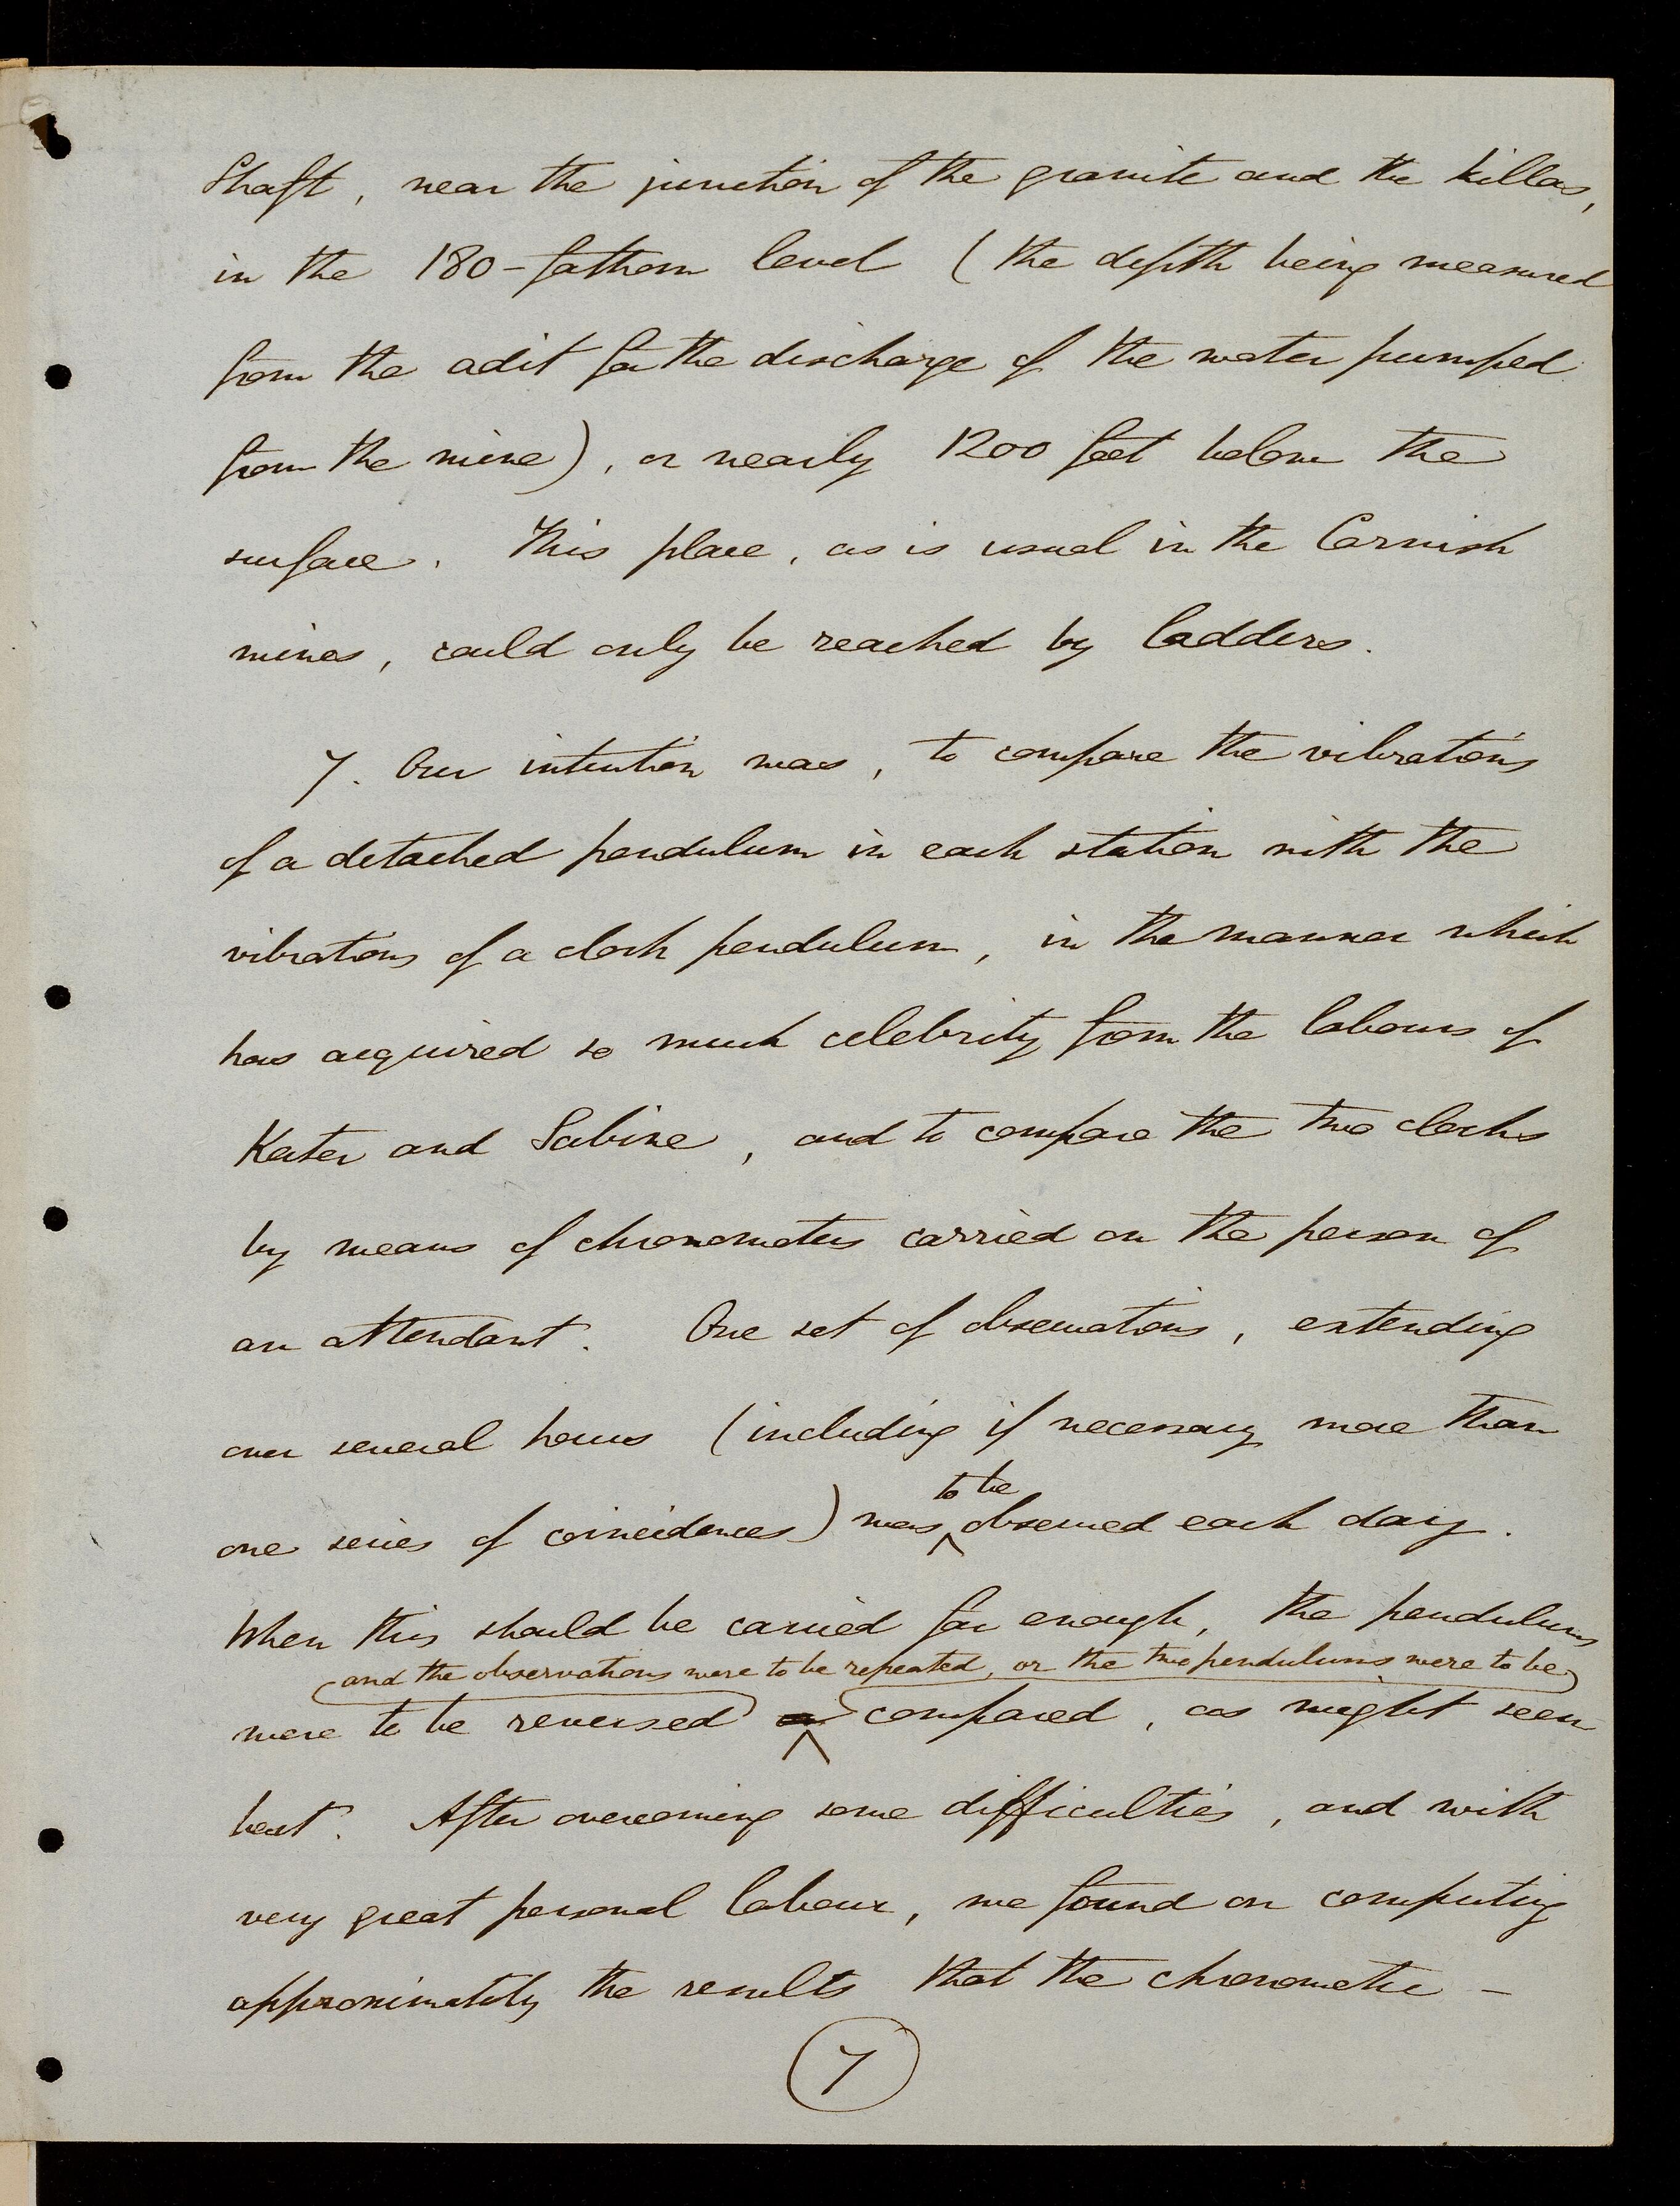 Shaft, near the junction of the granite and the killas,
in the 180-fathom level (the depth being measured
from the adit for the discharge of the water pumped
from the mine), or nearly 1200 feet below the
surface. This place, as is usual in the Cornish
mines, could only be reached by ladders.
7. Our intention was, to compare the vibrations
of a detached pendulum in each station with the
vibrations of a clock pendulum, in the manner which
has acquired so much celebrity from the labours of
Kater and Sabine, and to compare the two clocks
by means of chronometers carried on the person of
an attendant. One set of observations, extending
over several hours (including if necessary more than
to be
one series of coincidences) was observed each day.
When this should be carried far enough, the pendulums
and the observations were to be repeated, or the two pendulums were to be
were to be reversed or compared, as might seem
best. After overcoming some difficulties, and with
very great personal labour, we found on computing
approximately the results that the chronometer-
7